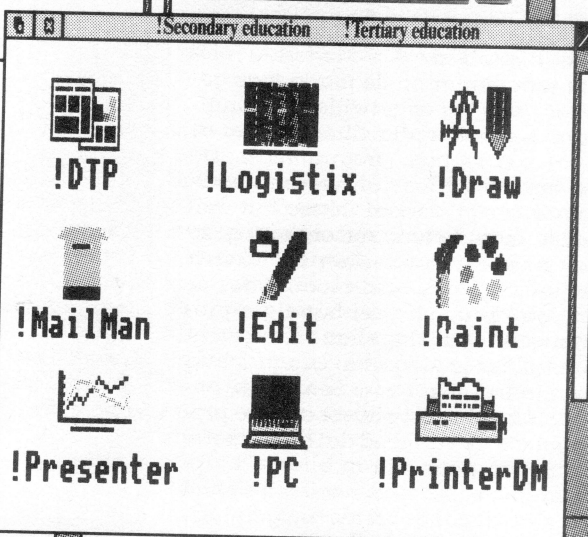 !Secondary education !Tertiary education
!DTP !Logistix !Draw
!MailMan !Edit !Paint
!Presenter !PC !PrinterDM